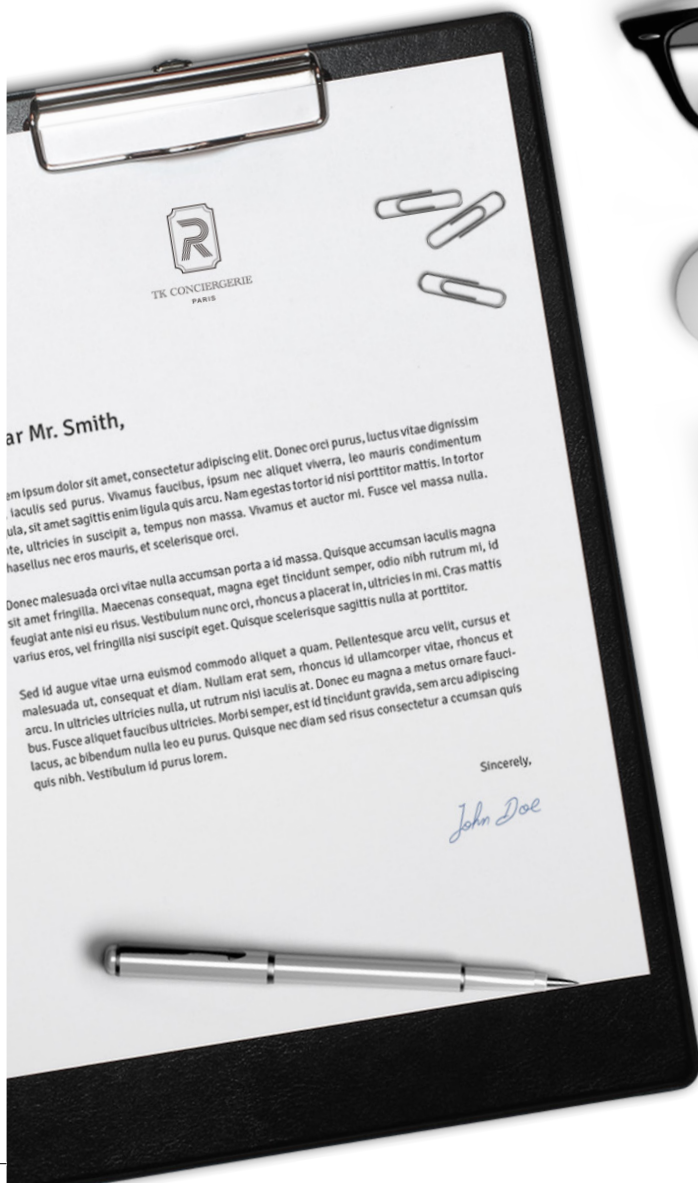 R
TK CONCIERGERIE
PARIS
ar Mr. Smith,
em ipsum dolor sit amet, consectetur adipiscing elit. Donec orci purus, luctus vitae dignissim
iaculis sed purus. Vivamus faucibus, ipsum nec aliquet viverra, leo mauris condimentum
ula, sit amet sagittis enim ligula quis arcu. Nam egestas tortor id nisi porttitor mattis. In tortor
te, ultricies in suscipit a, tempus non massa. Vivamus et auctor mi. Fusce vel massa nulla.
hasellus nec eros mauris, et scelerisque orci.
Donec malesuada orci vitae nulla accumsan porta a id massa. Quisque accumsan iaculis magna
sit amet fringilla. Maecenas consequat, magna eget tincidunt semper, odio nibh rutrum mi, id
feugiat ante nisi eu risus. Vestibulum nunc orci, rhoncus a placerat in, ultricies in mi. Cras mattis
varius eros, vel fringilla nisi suscipit eget. Quisque scelerisque sagittis nulla at porttitor.
Sed id augue vitae urna euismod commodo aliquet a quam. Pellentesque arcu velit, cursus et
malesuada ut, consequat et diam. Nullam erat sem, rhoncus id ullamcorper vitae, rhoncus et
arcu. In ultricies ultricies nulla, ut rutrum nisi iaculis at. Donec eu magna a metus ornare fauci-
bus. Fusce aliquet faucibus ultricies. Morbi semper, est id tincidunt gravida, sem arcu adipiscing
lacus, ac bibendum nulla leo eu purus. Quisque nec diam sed risus consectetur a ccumsan quis
quis nibh. Vestibulum id purus lorem.
Sincerely,
John Doe